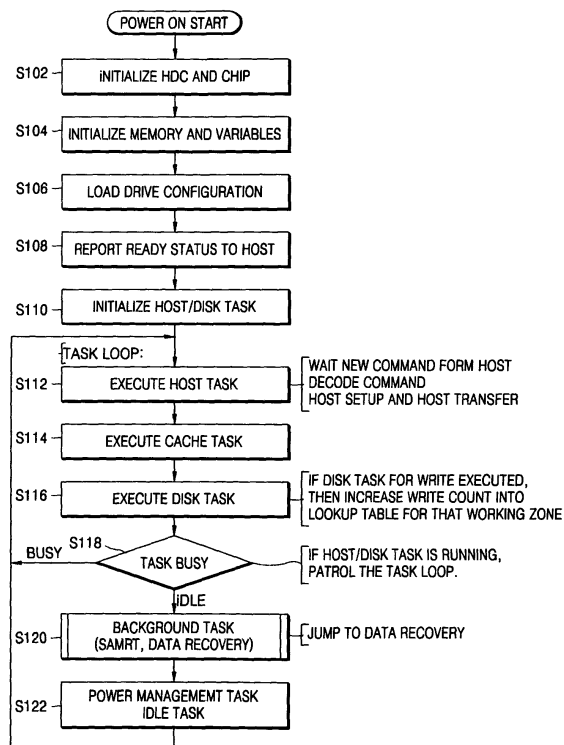 POWER ON START
S102
iNITIALIZE HDC AND CHIP
S104
INITIALIZE MEMORY AND VARIABLES
S106
LOAD DRIVE CONFIGURATION
S108
REPORT READY STATUS TO HOST
S110
INITIALIZE HOST/DISK TASK
TASK LOOP:
S112
EXECUTE HOST TASK
WAIT NEW COMMAND FORM HOST
DECODE COMMAND
HOST SETUP AND HOST TRANSFER
S114
EXECUTE CACHE TASK
S116
EXECUTE DISK TASK
IF DISK TASK FOR WRITE EXECUTED,
THEN INCREASE WRITE COUNT INTO
LOOKUP TABLE FOR THAT WORKING ZONE
S118
BUSY
TASK BUSY
IF HOST/DISK TASK IS RUNNING,
PATROL THE TASK LOOP.
iDLE
S120
BACKGROUND TASK
(SAMRT, DATA RECOVERY)
JUMP TO DATA RECOVERY
S122
POWER MANAGEMEMT TASK
IDLE TASK